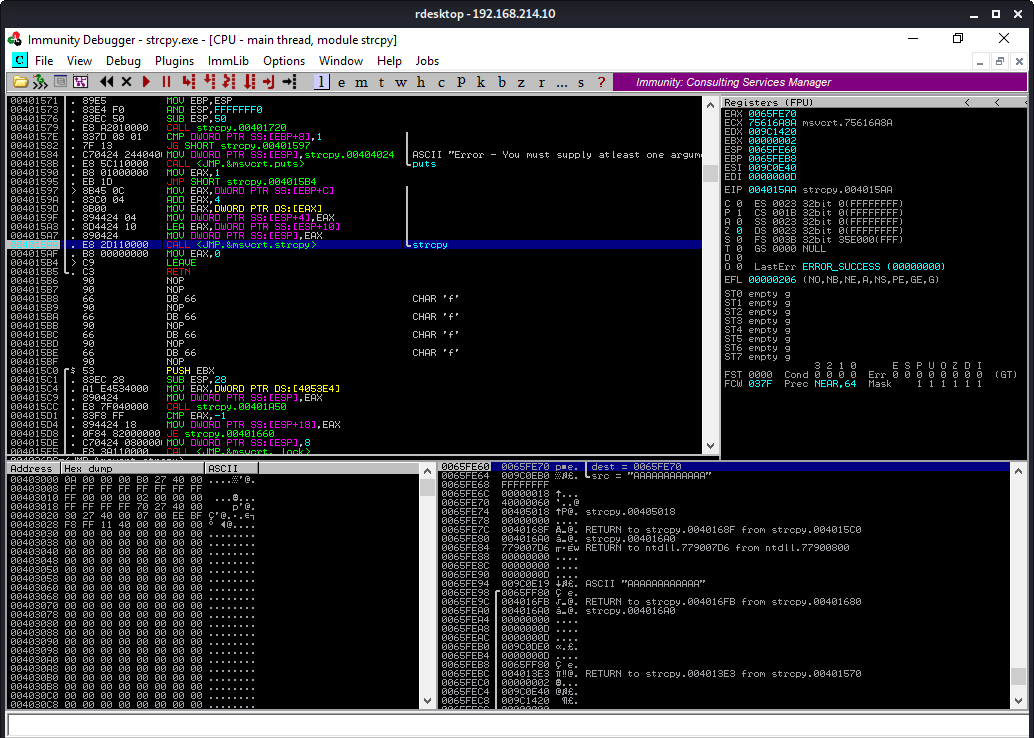 rdesktop - 192.168.214.10
Immunity Debugger - strcpy.exe - [CPU - main thread, module strcpy]
C File View Debug Plugins ImmLib Options Window Help Jobs
l e m t w h c P k b z r ... s ? Immunity: Consulting Services Manager
00401571 . 89E5 MOV EBP,ESP
00401573 . 83E4 F0 AND ESP,FFFFFFF0
00401576 . 83EC 50 SUB ESP,50
00401579 . E8 A2010000 CALL strcpy.00401720
0040157E . 837D 08 01 CMP DWORD PTR SS:[EBP+8],1
00401582 . 7F 13 JG SHORT strcpy.00401597
00401584 . C70424 244040 MOV DWORD PTR SS:[ESP],strcpy.00404024 ASCII "Error - You must supply atleast one argume
0040158B . E8 5C110000 CALL <JMP.&msvcrt.puts> puts
00401590 . B8 01000000 MOV EAX,1
00401595 . EB 1D JMP SHORT strcpy.004015B4
00401597 > 8B45 0C MOV EAX,DWORD PTR SS:[EBP+C]
0040159A . 83C0 04 ADD EAX,4
0040159D . 8B00 MOV EAX,DWORD PTR DS:[EAX]
0040159F . 894424 04 MOV DWORD PTR SS:[ESP+4],EAX
004015A3 . 8D4424 10 LEA EAX,DWORD PTR SS:[ESP+10]
004015A7 . 890424 MOV DWORD PTR SS:[ESP],EAX
. E8 2D110000 CALL <JMP.&msvcrt.strcpy> strcpy
004015AF . B8 00000000 MOV EAX,0
004015B4 > C9 LEAVE
004015B5 . C3 RETN
004015B6 90 NOP
004015B7 90 NOP
004015B8 66 DB 66 CHAR 'f'
004015B9 90 NOP
004015BA 66 DB 66 CHAR 'f'
004015BB 90 NOP
004015BC 66 DB 66 CHAR 'f'
004015BD 90 NOP
004015BE 66 DB 66 CHAR 'f'
004015BF 90 NOP
004015C0 $ 53 PUSH EBX
004015C1 . 83EC 28 SUB ESP,28
004015C4 . A1 E4534000 MOV EAX,DWORD PTR DS:[4053E4]
004015C9 . 890424 MOV DWORD PTR SS:[ESP],EAX
004015CC . E8 7F040000 CALL strcpy.00401A50
004015D1 . 83F8 FF CMP EAX,-1
004015D4 . 894424 18 MOV DWORD PTR SS:[ESP+18],EAX
004015D8 . 0F84 82000000 JE strcpy.00401660
004015DE . C70424 080000 MOV DWORD PTR SS:[ESP],8
004015E5 . E8 3A110000 CALL <JMP.&msvcrt._lock>
Registers (FPU) < < <
EAX 0065FE70
ECX 75616A8A msvcrt.75616A8A
EDX 009C1420
EBX 00000002
ESP 0065FE60
EBP 0065FEB8
ESI 009C0E40
EDI 0000000D
EIP 004015AA strcpy.004015AA
C 0 ES 0023 32bit 0(FFFFFFFF)
P 1 CS 001B 32bit 0(FFFFFFFF)
A 0 SS 0023 32bit 0(FFFFFFFF)
Z 0 DS 0023 32bit 0(FFFFFFFF)
S 0 FS 003B 32bit 35E000(FFF)
T 0 GS 0000 NULL
D 0
O 0 LastErr ERROR_SUCCESS (00000000)
EFL 00000206 (NO,NB,NE,A,NS,PE,GE,G)
ST0 empty g
ST1 empty g
ST2 empty g
ST3 empty g
ST4 empty g
ST5 empty g
ST6 empty g
ST7 empty g
3 2 1 0 E S P U O Z D I
FST 0000 Cond 0 0 0 0 Err 0 0 0 0 0 0 0 0 (GT)
FCW 037F Prec NEAR,64 Mask 1 1 1 1 1 1
Address Hex dump ASCII
00403000 0A 00 00 00 B0 27 40 00
00403008 FF FF FF FF FF FF FF FF
00403010 FF 00 00 00 02 00 00 00
00403018 FF FF FF FF 70 27 40 00
00403020 80 27 40 00 07 00 EE BF
00403028 F8 FF 11 40 00 00 00 00
00403030 00 00 00 00 00 00 00 00 ........
00403038 00 00 00 00 00 00 00 00 ........
00403040 00 00 00 00 00 00 00 00 ........
00403048 00 00 00 00 00 00 00 00 ........
00403050 00 00 00 00 00 00 00 00 ........
00403058 00 00 00 00 00 00 00 00 ........
00403060 00 00 00 00 00 00 00 00 ........
00403068 00 00 00 00 00 00 00 00 ........
00403070 00 00 00 00 00 00 00 00 ........
00403078 00 00 00 00 00 00 00 00 ........
00403080 00 00 00 00 00 00 00 00 ........
00403088 00 00 00 00 00 00 00 00 ........
00403090 00 00 00 00 00 00 00 00 ........
00403098 00 00 00 00 00 00 00 00 ........
004030A0 00 00 00 00 00 00 00 00 ........
004030A8 00 00 00 00 00 00 00 00 ........
004030B0 00 00 00 00 00 00 00 00 ........
004030B8 00 00 00 00 00 00 00 00 ........
004030C0 00 00 00 00 00 00 00 00 ........
004030C8 00 00 00 00 00 00 00 00 ........
0065FE60 0065FE70 dest = 0065FE70
0065FE64 009C0EB0 src = "AAAAAAAAAAAA"
0065FE68 FFFFFFFF
0065FE6C 00000018
0065FE70 40000060
0065FE74 00405018 strcpy.00405018
0065FE78 00000000 ....
0065FE7C 0040168F RETURN to strcpy.0040168F from strcpy.004015C0
0065FE80 004016A0 strcpy.004016A0
0065FE84 779007D6 RETURN to ntdll.779007D6 from ntdll.77900800
0065FE88 00000000 ....
0065FE8C 00000000 ....
0065FE90 0000000D ....
0065FE94 009C0E19 ASCII "AAAAAAAAAAAA"
0065FE98 0065FF80
0065FE9C 004016FB RETURN to strcpy.004016FB from strcpy.00401680
0065FEA0 004016A0 strcpy.004016A0
0065FEA4 00000000 ....
0065FEA8 0000000D ....
0065FEAC 0000000D ....
0065FEB0 009C0DE0
0065FEB4 0000000D ....
0065FEB8 0065FF80
0065FEBC 004013E3 RETURN to strcpy.004013E3 from strcpy.00401570
0065FEC0 00000002
0065FEC4 009C0E40
0065FEC8 009C1420